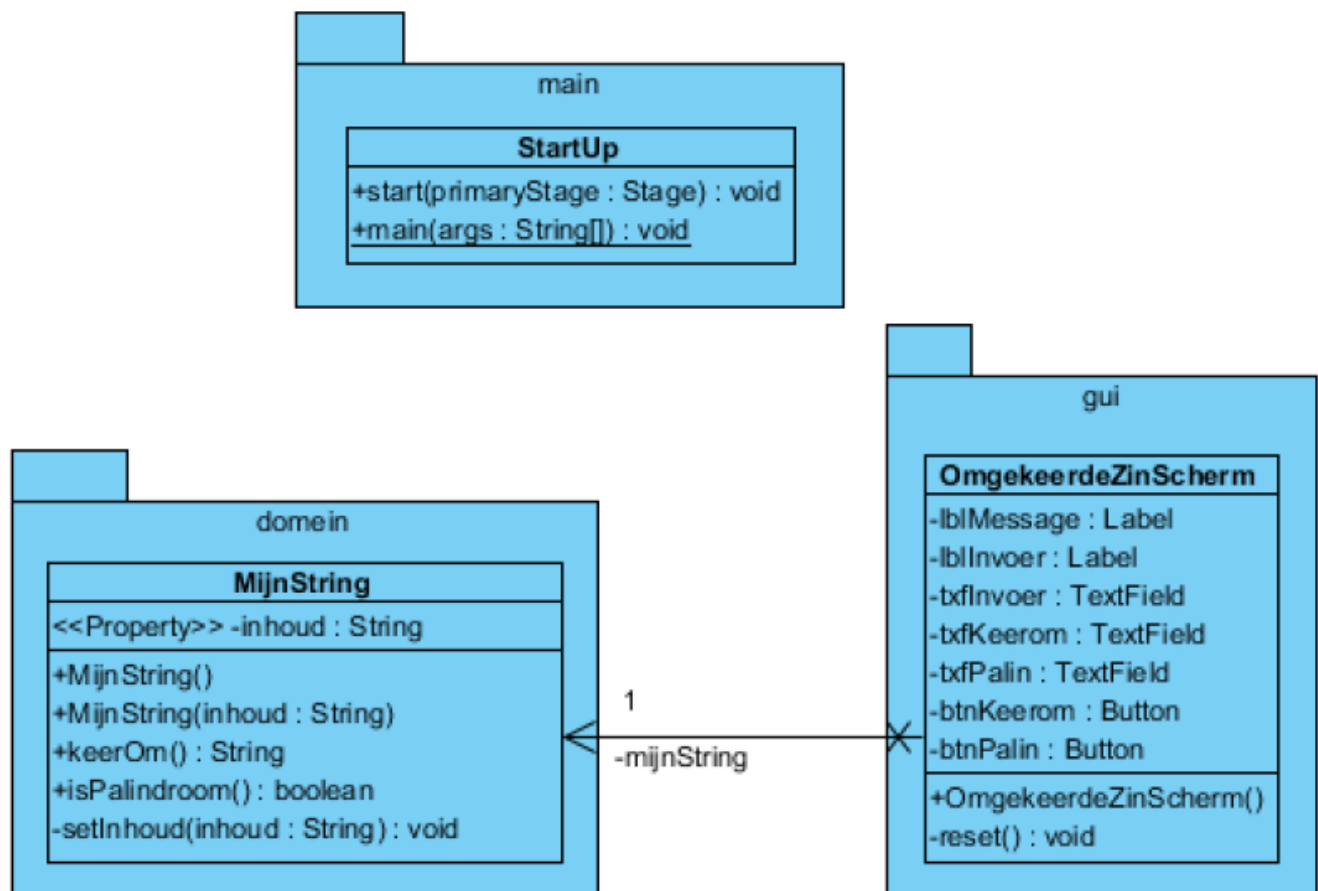 main
StartUp
+start(primaryStage : Stage) : void
+main(args : String[]) : void
domein
MijnString
<<Property>> -inhoud : String
+MijnString()
+MijnString(inhoud : String)
+keerOm() : String
+isPalindroom() : boolean
-setInhoud(inhoud : String) : void
1
-mijnString
gui
OmgekeerdeZinScherm
-lblMessage : Label
-lblInvoer : Label
-txfInvoer : TextField
-txfKeerom : TextField
-txfPalin : TextField
-btnKeerom : Button
-btnPalin : Button
+OmgekeerdeZinScherm()
-reset() : void